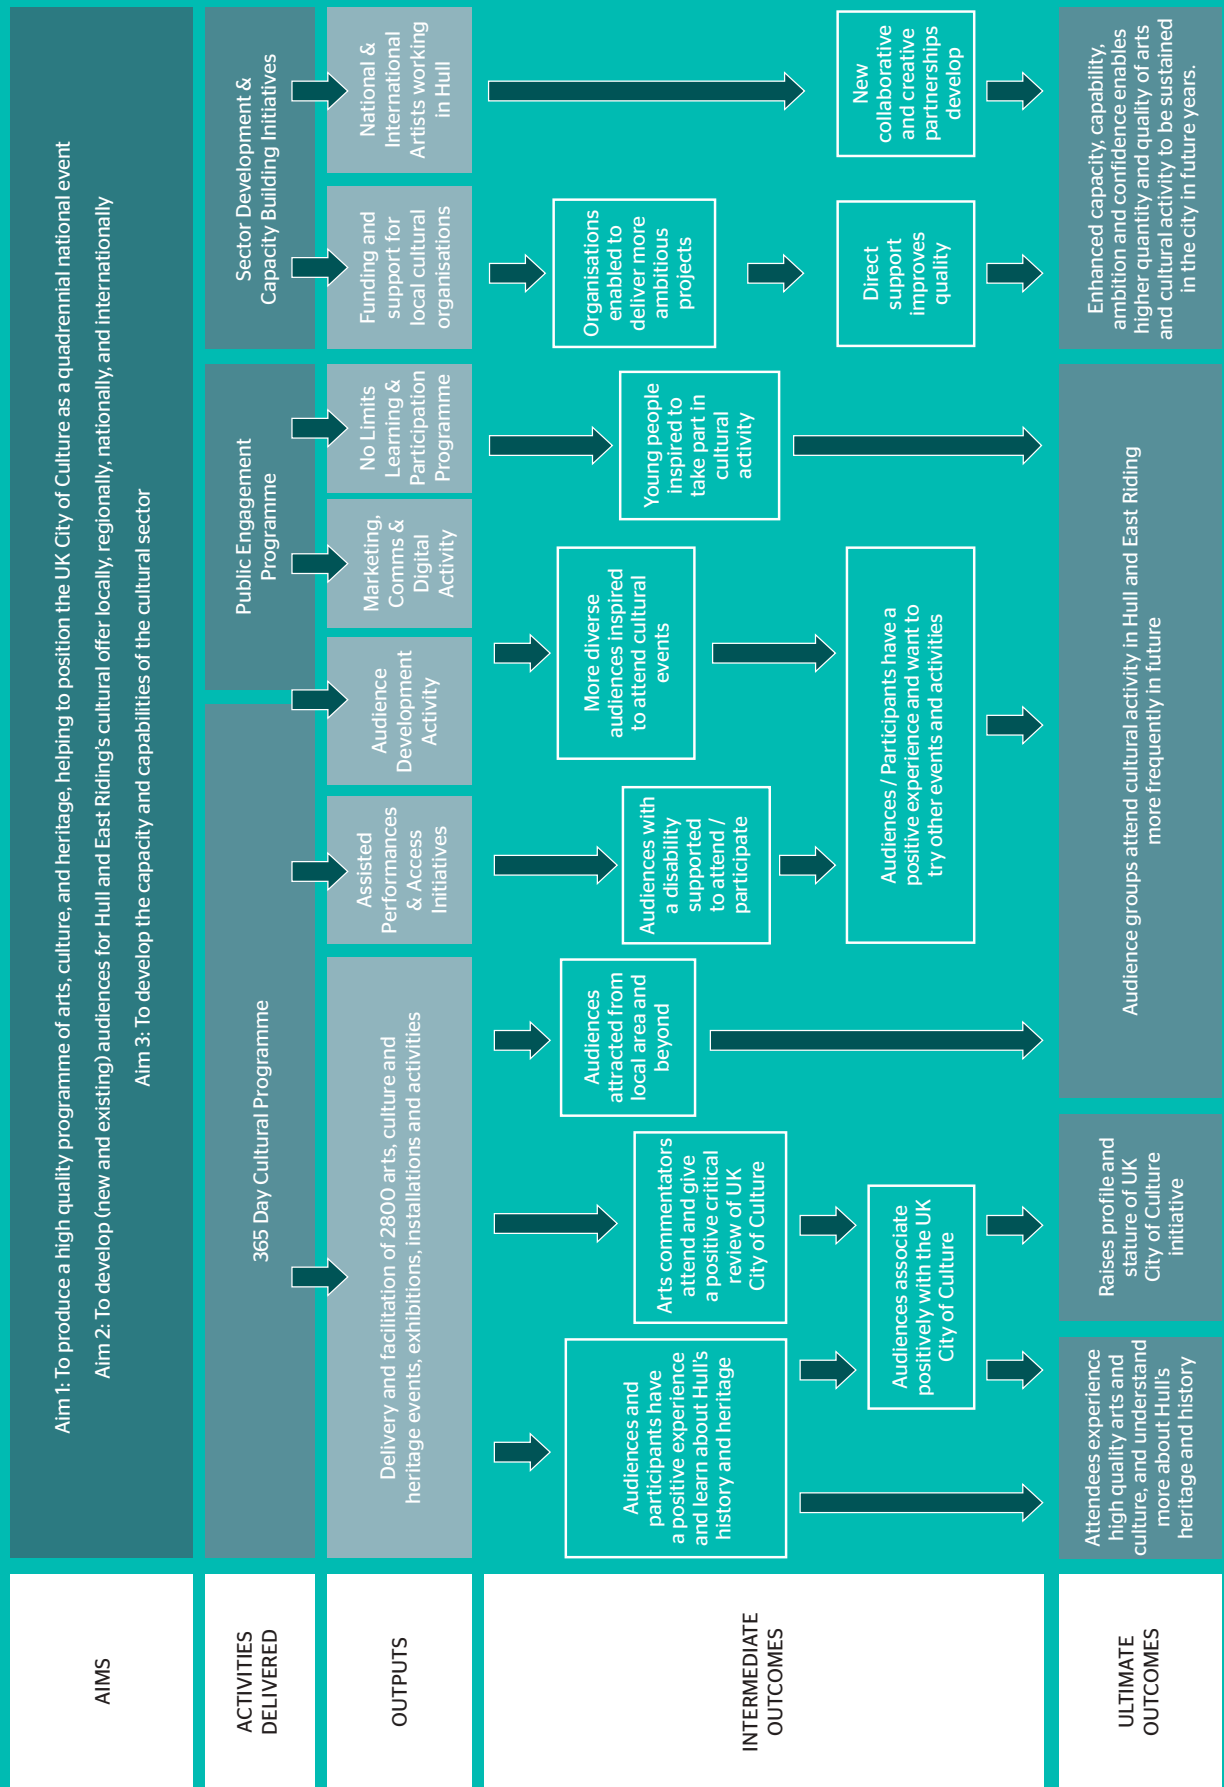 AIMS
Aim 1: To produce a high quality programme of arts, culture, and heritage, helping to position the UK City of Culture as a quadrennial national event
Aim 2: To develop (new and existing) audiences for Hull and East Riding's cultural offer locally, regionally, nationally, and internationally
Aim 3: To develop the capacity and capabilities of the cultural sector
ACTIVITIES
DELIVERED
365 Day Cultural Programme
Public Engagement
Programme
Sector Development &
Capacity Building Initiatives
OUTPUTS
Delivery and facilitation of 2800 arts, culture and
heritage events, exhibitions, installations and activities
Assisted
Performances
& Access
Initiatives
Audience
Development
Activity
Marketing,
Comms &
Digital
Activity
No Limits
Learning &
Participation
Programme
Funding and
support for
local cultural
organisations
National &
International
Artists working
in Hull
INTERMEDIATE
OUTCOMES
Audiences and
participants have
a positive experience
and learn about Hull's
history and heritage
Arts commentators
attend and give
a positive critical
review of UK
City of Culture
Audiences
attracted from
local area and
beyond
Audiences with
a disability
supported
to attend /
participate
More diverse
audiences inspired
to attend cultural
events
Young people
inspired to
take part in
cultural
activity
Organisations
enabled to
deliver more
ambitious
projects
Audiences associate
positively with the UK
City of Culture
Audiences / Participants have a
positive experience and want to
try other events and activities
Direct
support
improves
quality
New
collaborative
and creative
partnerships
develop
ULTIMATE
OUTCOMES
Attendees experience
high quality arts and
culture, and understand
more about Hull's
heritage and history
Raises profile and
stature of UK
City of Culture
initiative
Audience groups attend cultural activity in Hull and East Riding
more frequently in future
Enhanced capacity, capability,
ambition and confidence enables
higher quantity and quality of arts
and cultural activity to be sustained
in the city in future years.